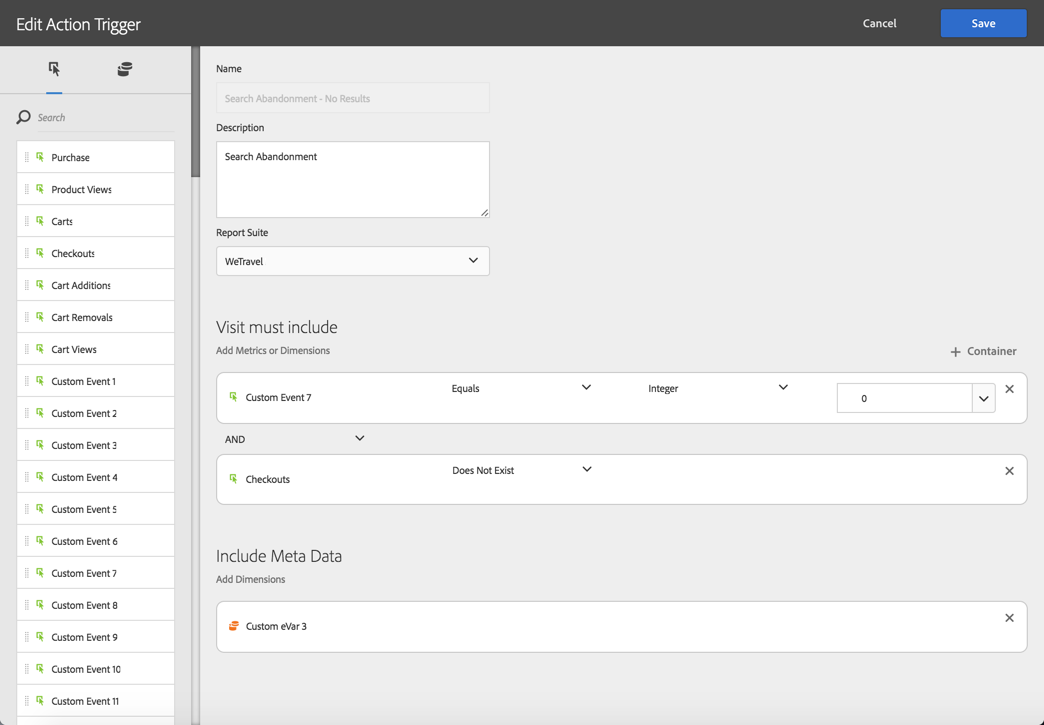 Edit Action Trigger
Cancel
Save
Search
Purchase
Product Views
Carts
Checkouts
Cart Additions
Cart Removals
Cart Views
Custom Event 1
Custom Event 2
Custom Event 3
Custom Event 4
Custom Event 5
Custom Event 6
Custom Event 7
Custom Event 8
Custom Event 9
Custom Event 10
Custom Event 11
Name
Search Abandonment - No Results
Description
Search Abandonment
Report Suite
WeTravel
Visit must include
Add Metrics or Dimensions
+ Container
Custom Event 7 Equals Integer 0
AND
Checkouts Does Not Exist
Include Meta Data
Add Dimensions
Custom eVar 3